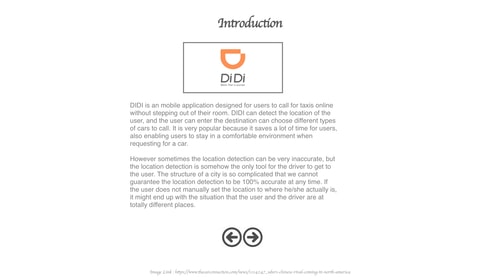 Introduction
DiDi
DIDI is an mobile application designed for users to call for taxis online
without stepping out of their room. DIDI can detect the location of the
user, and the user can enter the destination can choose different types
of cars to call. It is very popular because it saves a lot of time for users,
also enabling users to stay in a comfortable environment when
requesting for a car.
However sometimes the location detection can be very inaccurate, but
the location detection is somehow the only tool for the driver to get to
the user. The structure of a city is so complicated that we cannot
guarantee the location detection to be 100% accurate at any time. If
the user does not manually set the location to where he/she actually is,
it might end up with the situation that the user and the driver are at
totally different places.
Image Link : https://www.